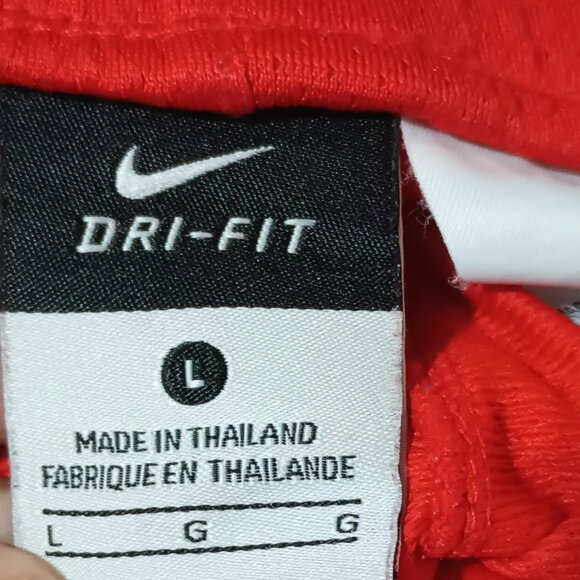 DRI-FIT
L
MADE IN THAILAND
FABRIQUE EN THAILANDE
L G G